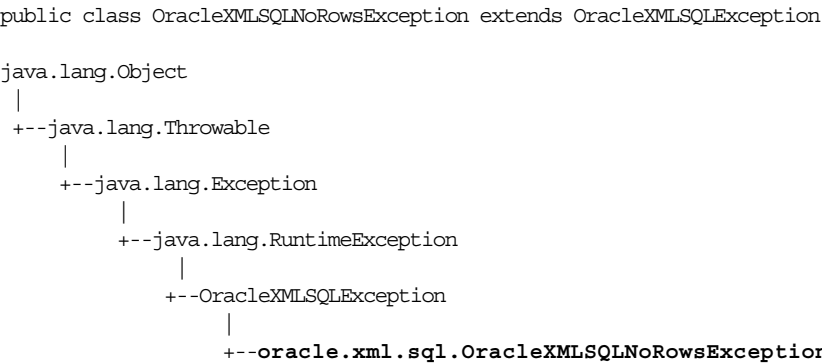 public class OracleXMLSQLNoRowsException extends OracleXMLSQLException
java.lang.Object
|
+--java.lang.Throwable
|
+--java.lang.Exception
|
+--java.lang.RuntimeException
|
+--OracleXMLSQLException
|
+--oracle.xml.sql.OracleXMLSQLNoRowsException